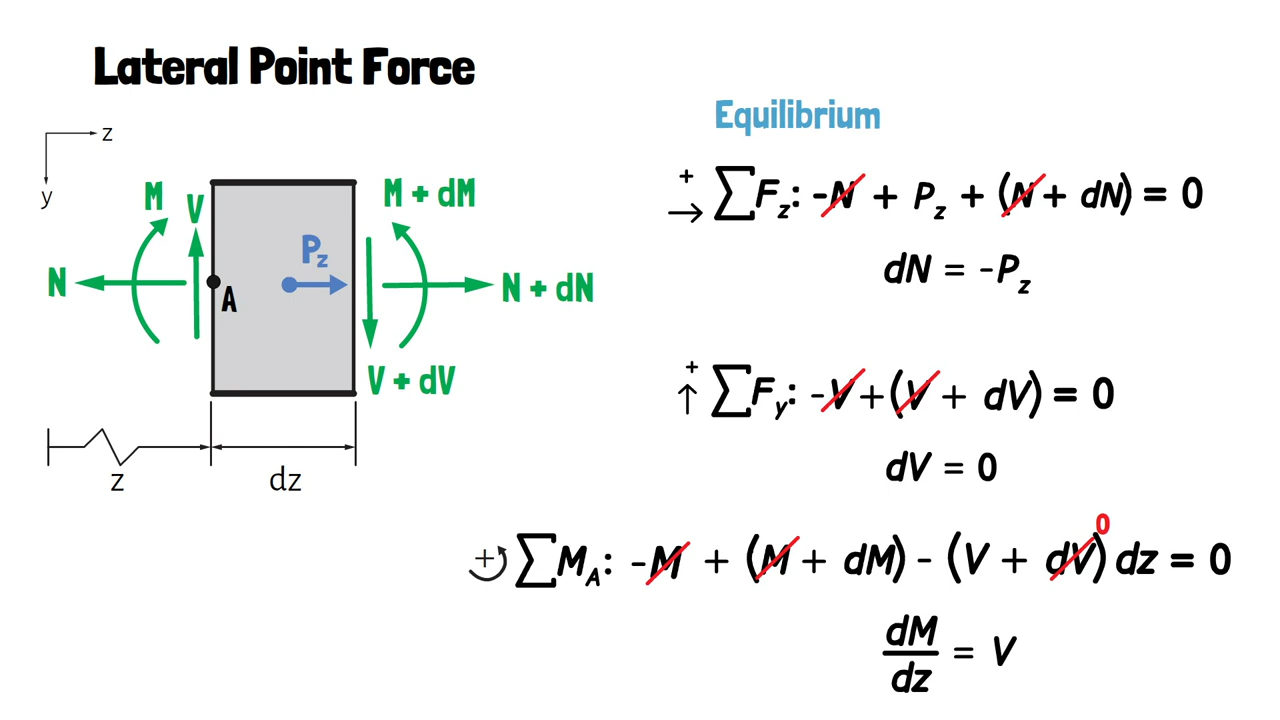 Lateral Point Force
z
y
M
V
M + dM
N
P_z
A
N + dN
V + dV
z
dz
Equilibrium
+ → ∑F_z: -N + P_z + (N + dN) = 0
dN = -P_z
+ ↑ ∑F_y: -V + (V + dV) = 0
dV = 0
0
+ ∑M_A: -M + (M + dM) - (V + dV) dz = 0
dM/dz = V